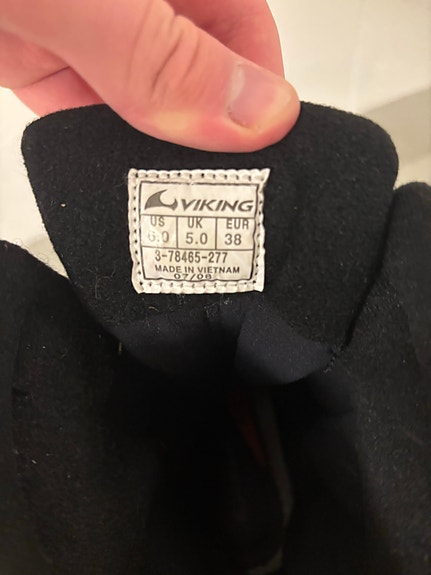 VIKING
US UK EUR
6.0 5.0 38
3-78465-277
MADE IN VIETNAM
07/06